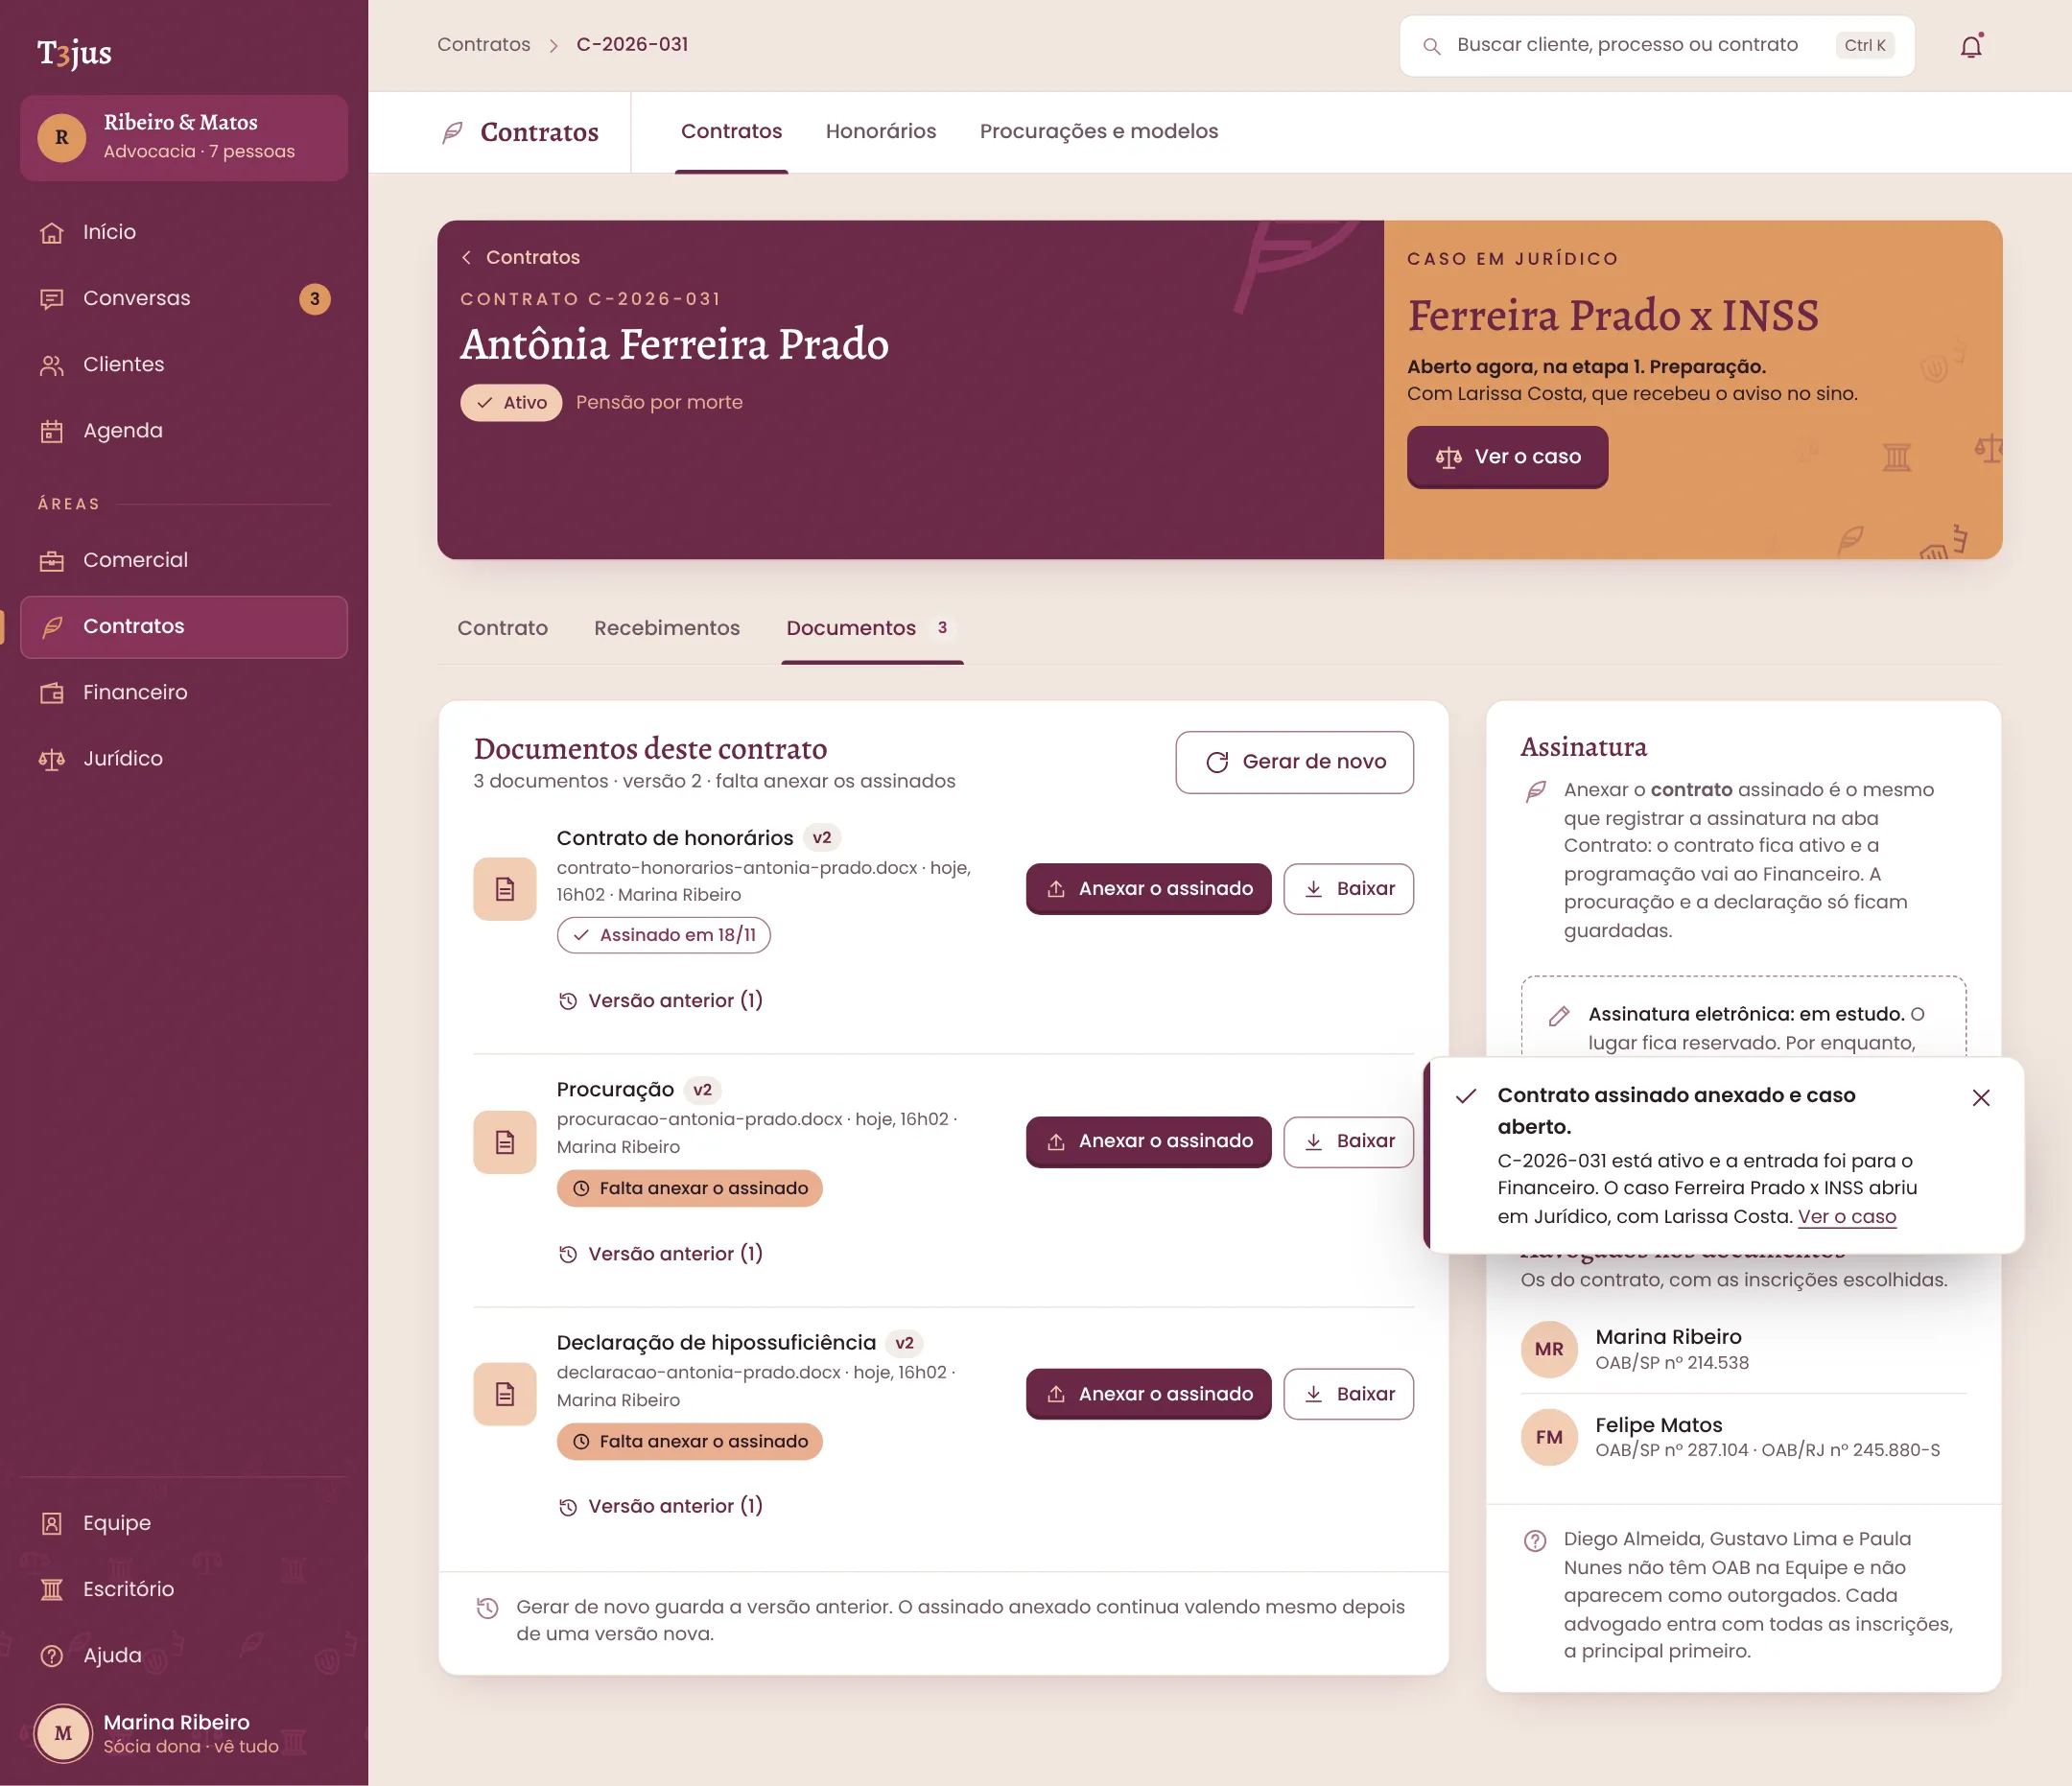 T3jus
R
Ribeiro & Matos
Advocacia · 7 pessoas
Início
Conversas
3
Clientes
Agenda
ÁREAS
Comercial
Contratos
Financeiro
Jurídico
Equipe
Escritório
Ajuda
M
Marina Ribeiro
Sócia dona · vê tudo
Contratos
C-2026-031
Buscar cliente, processo ou contrato
Ctrl K
Contratos
Contratos
Honorários
Procurações e modelos
Contratos
CONTRATO C-2026-031
Antônia Ferreira Prado
Ativo
Pensão por morte
CASO EM JURÍDICO
Ferreira Prado x INSS
Aberto agora, na etapa 1. Preparação.
Com Larissa Costa, que recebeu o aviso no sino.
Ver o caso
Contrato
Recebimentos
Documentos
3
Documentos deste contrato
3 documentos · versão 2 · falta anexar os assinados
Gerar de novo
Contrato de honorários
v2
contrato-honorarios-antonia-prado.docx · hoje,
16h02 · Marina Ribeiro
Assinado em 18/11
Versão anterior (1)
Anexar o assinado
Baixar
Procuração
v2
procuracao-antonia-prado.docx · hoje, 16h02 ·
Marina Ribeiro
Falta anexar o assinado
Versão anterior (1)
Anexar o assinado
Baixar
Declaração de hipossuficiência
v2
declaracao-antonia-prado.docx · hoje, 16h02 ·
Marina Ribeiro
Falta anexar o assinado
Versão anterior (1)
Anexar o assinado
Baixar
Gerar de novo guarda a versão anterior. O assinado anexado continua valendo mesmo depois
de uma versão nova.
Assinatura
Anexar o contrato assinado é o mesmo
que registrar a assinatura na aba
Contrato: o contrato fica ativo e a
programação vai ao Financeiro. A
procuração e a declaração só ficam
guardadas.
Assinatura eletrônica: em estudo. O
lugar fica reservado. Por enquanto,
Contrato assinado anexado e caso
aberto.
C-2026-031 está ativo e a entrada foi para o
Financeiro. O caso Ferreira Prado x INSS abriu
em Jurídico, com Larissa Costa. Ver o caso
Os do contrato, com as inscrições escolhidas.
MR
Marina Ribeiro
OAB/SP nº 214.538
FM
Felipe Matos
OAB/SP nº 287.104 · OAB/RJ nº 245.880-S
Diego Almeida, Gustavo Lima e Paula
Nunes não têm OAB na Equipe e não
aparecem como outorgados. Cada
advogado entra com todas as inscrições,
a principal primeiro.